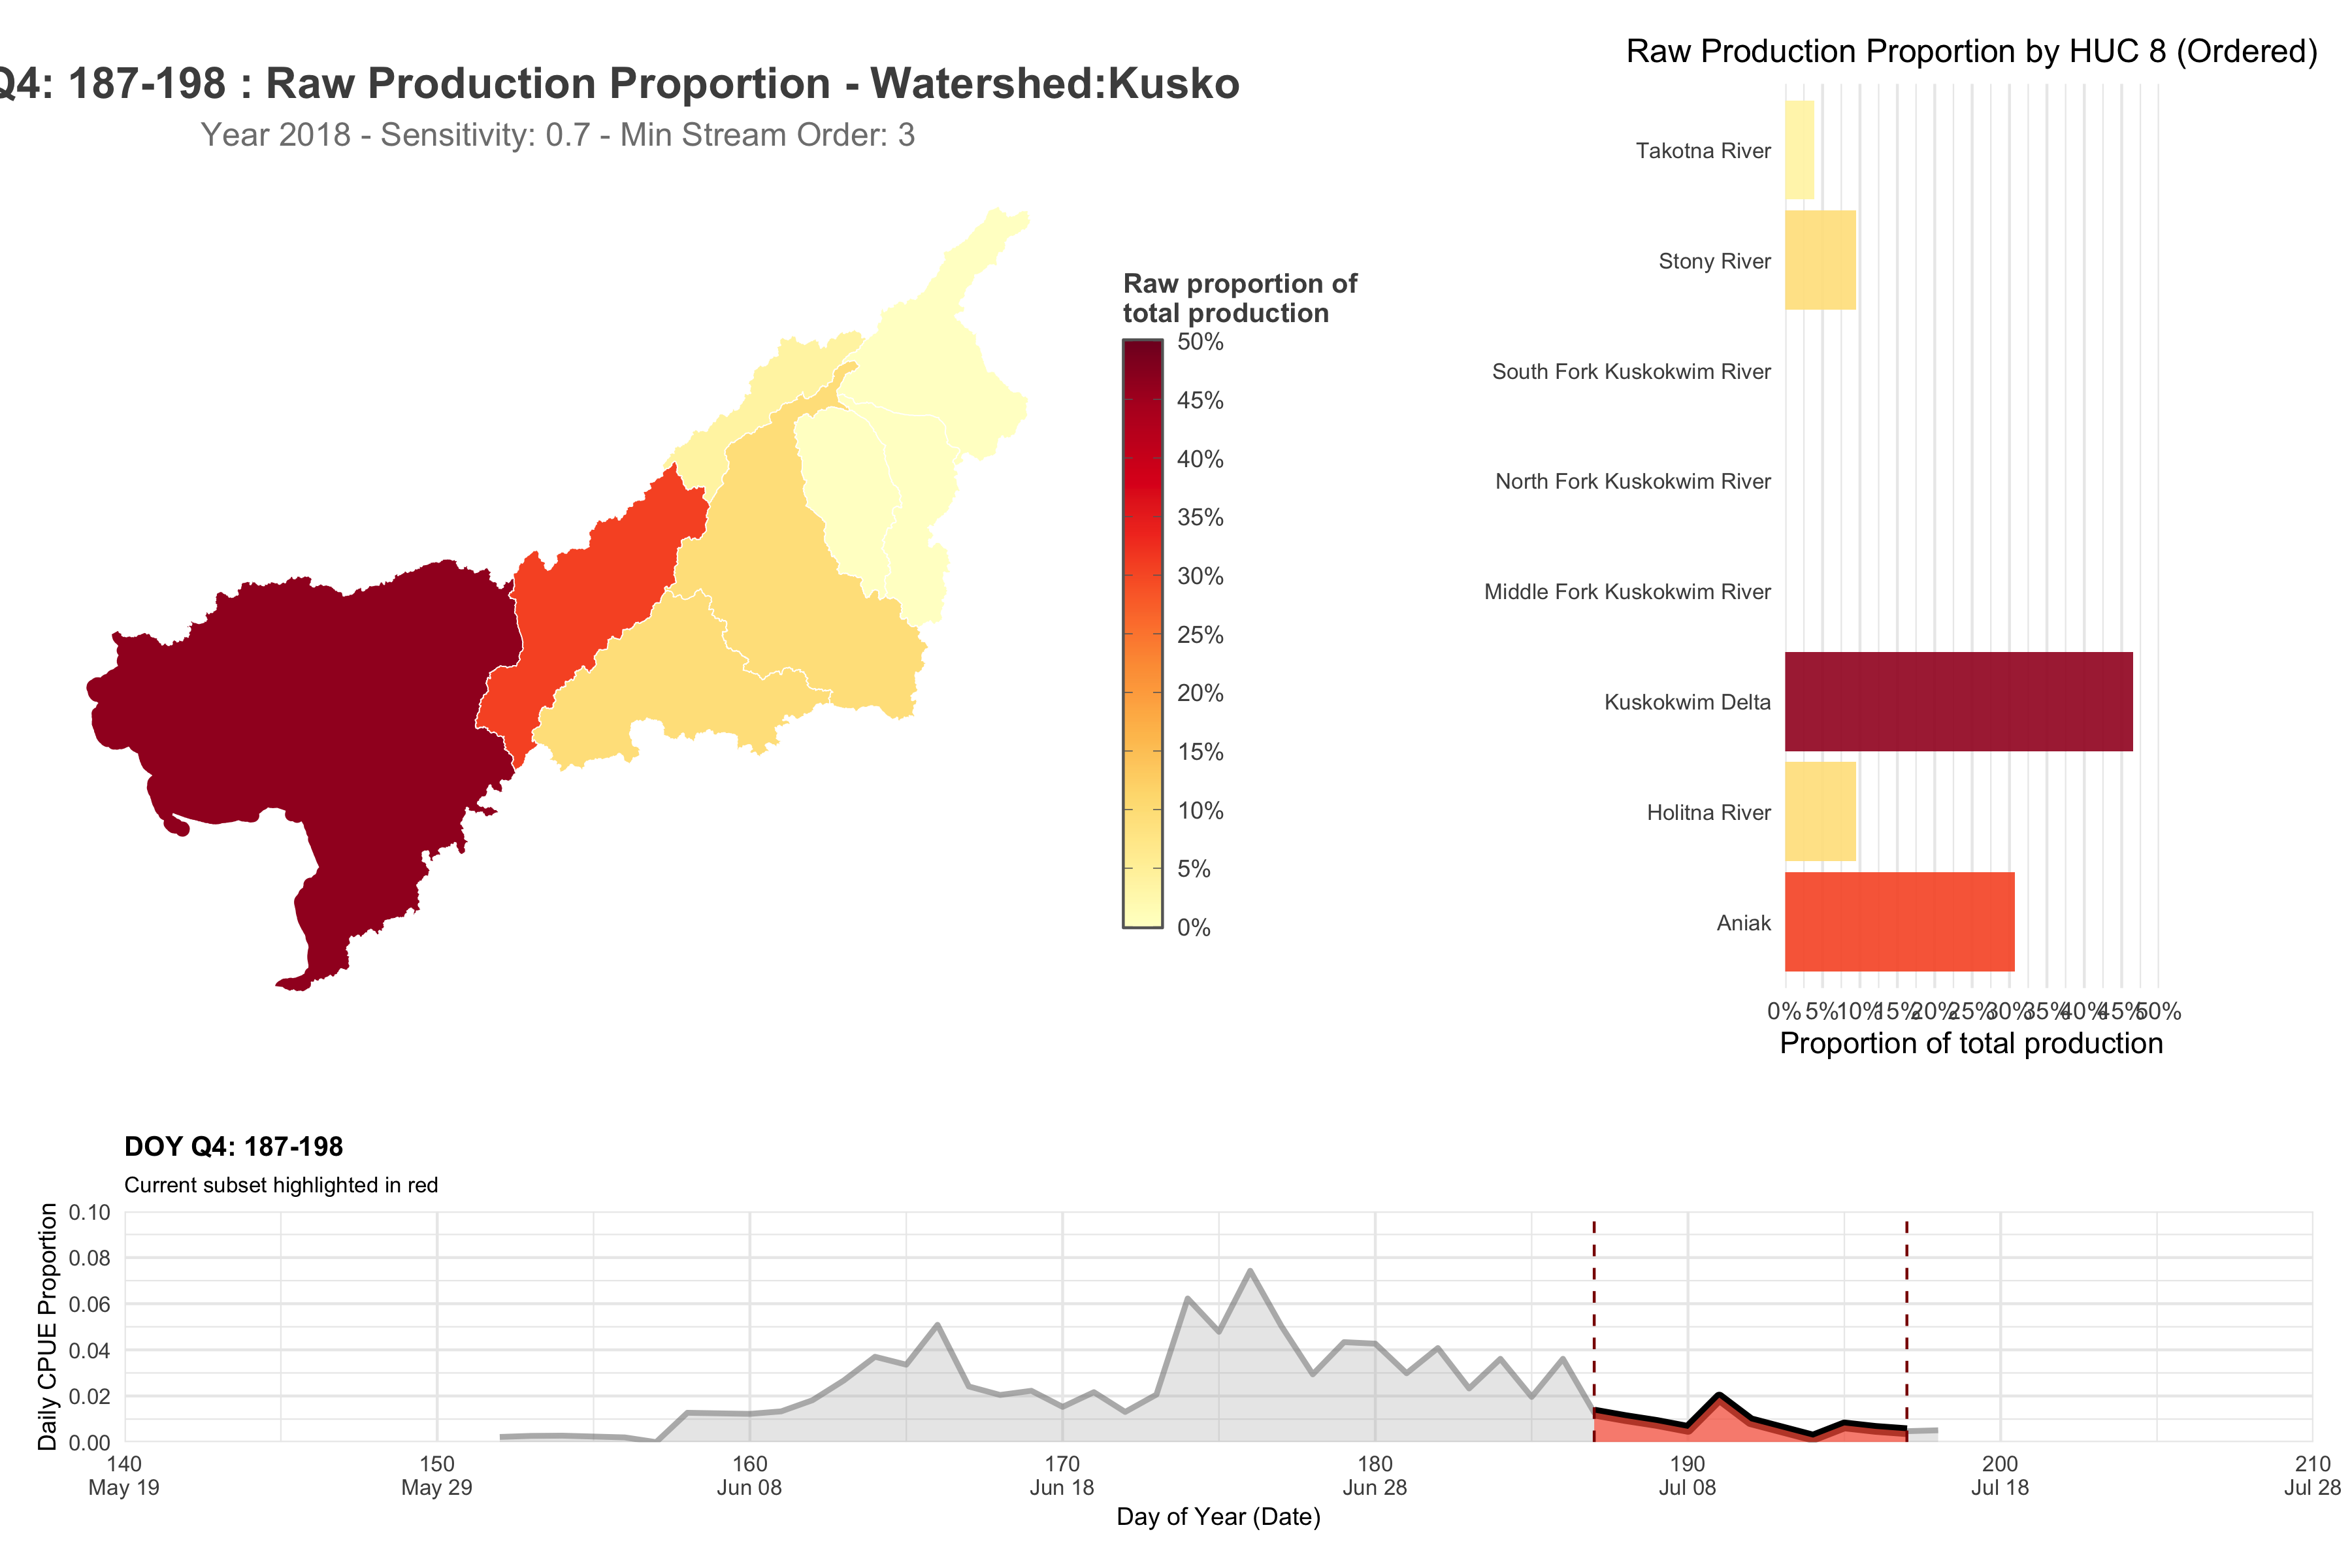 Q4: 187-198 : Raw Production Proportion - Watershed:Kusko
Year 2018 - Sensitivity: 0.7 - Min Stream Order: 3
Raw proportion of
total production
50%
45%
40%
35%
30%
25%
20%
15%
10%
5%
0%
Raw Production Proportion by HUC 8 (Ordered)
Takotna River
Stony River
South Fork Kuskokwim River
North Fork Kuskokwim River
Middle Fork Kuskokwim River
Kuskokwim Delta
Holitna River
Aniak
0% 5% 10% 15% 20% 25% 30% 35% 40% 45% 50%
Proportion of total production
DOY Q4: 187-198
Current subset highlighted in red
Daily CPUE Proportion
0.10
0.08
0.06
0.04
0.02
0.00
140 150 160 170 180 190 200 210
May 19 May 29 Jun 08 Jun 18 Jun 28 Jul 08 Jul 18 Jul 28
Day of Year (Date)